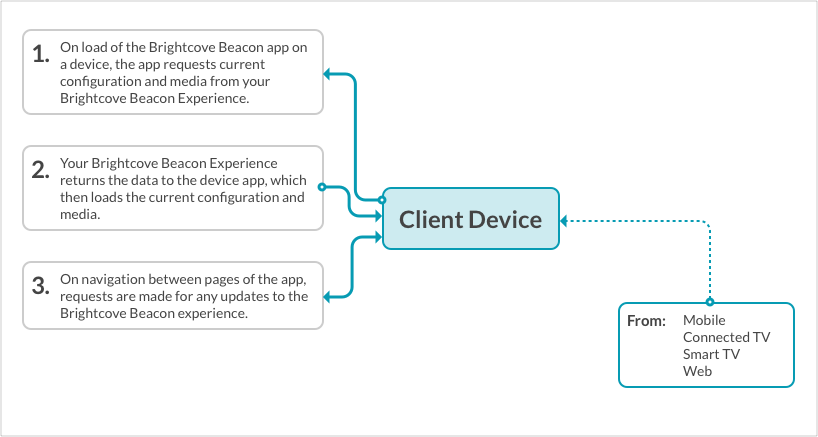 1. On load of the Brightcove Beacon app on
a device, the app requests current
configuration and media from your
Brightcove Beacon Experience.
2. Your Brightcove Beacon Experience
returns the data to the device app, which
then loads the current configuration and
media.
3. On navigation between pages of the app,
requests are made for any updates to the
Brightcove Beacon experience.
Client Device
From: Mobile
Connected TV
Smart TV
Web